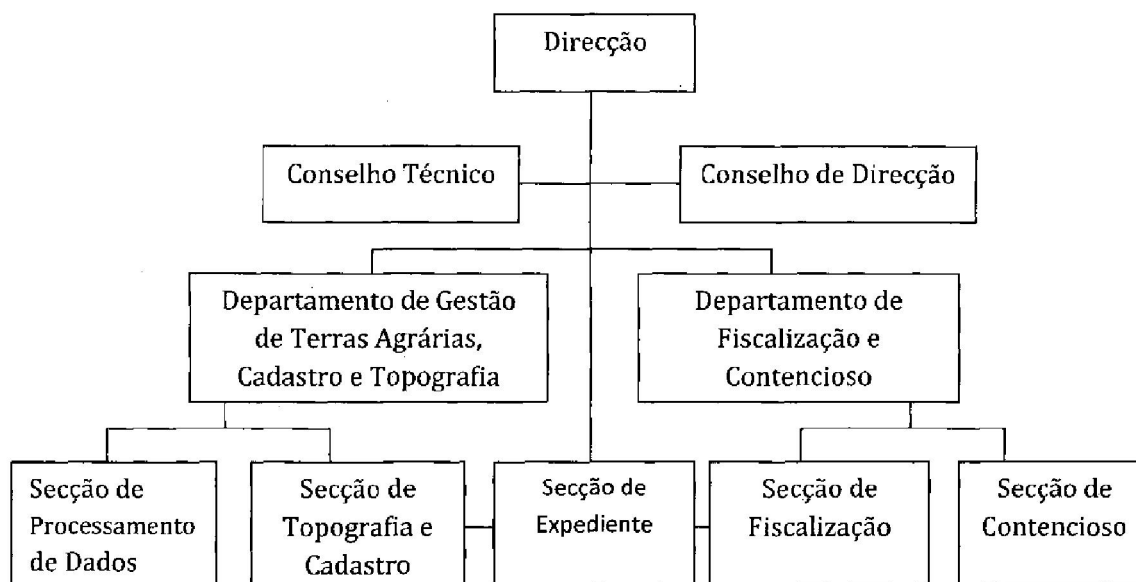 Direcção
Conselho Técnico
Conselho de Direcção
Departamento de Gestão
de Terras Agrárias,
Cadastro e Topografia
Departamento de
Fiscalização e
Contencioso
Secção de
Processamento
de Dados
Secção de
Topografia e
Cadastro
Secção de
Expediente
Secção de
Fiscalização
Secção de
Contencioso